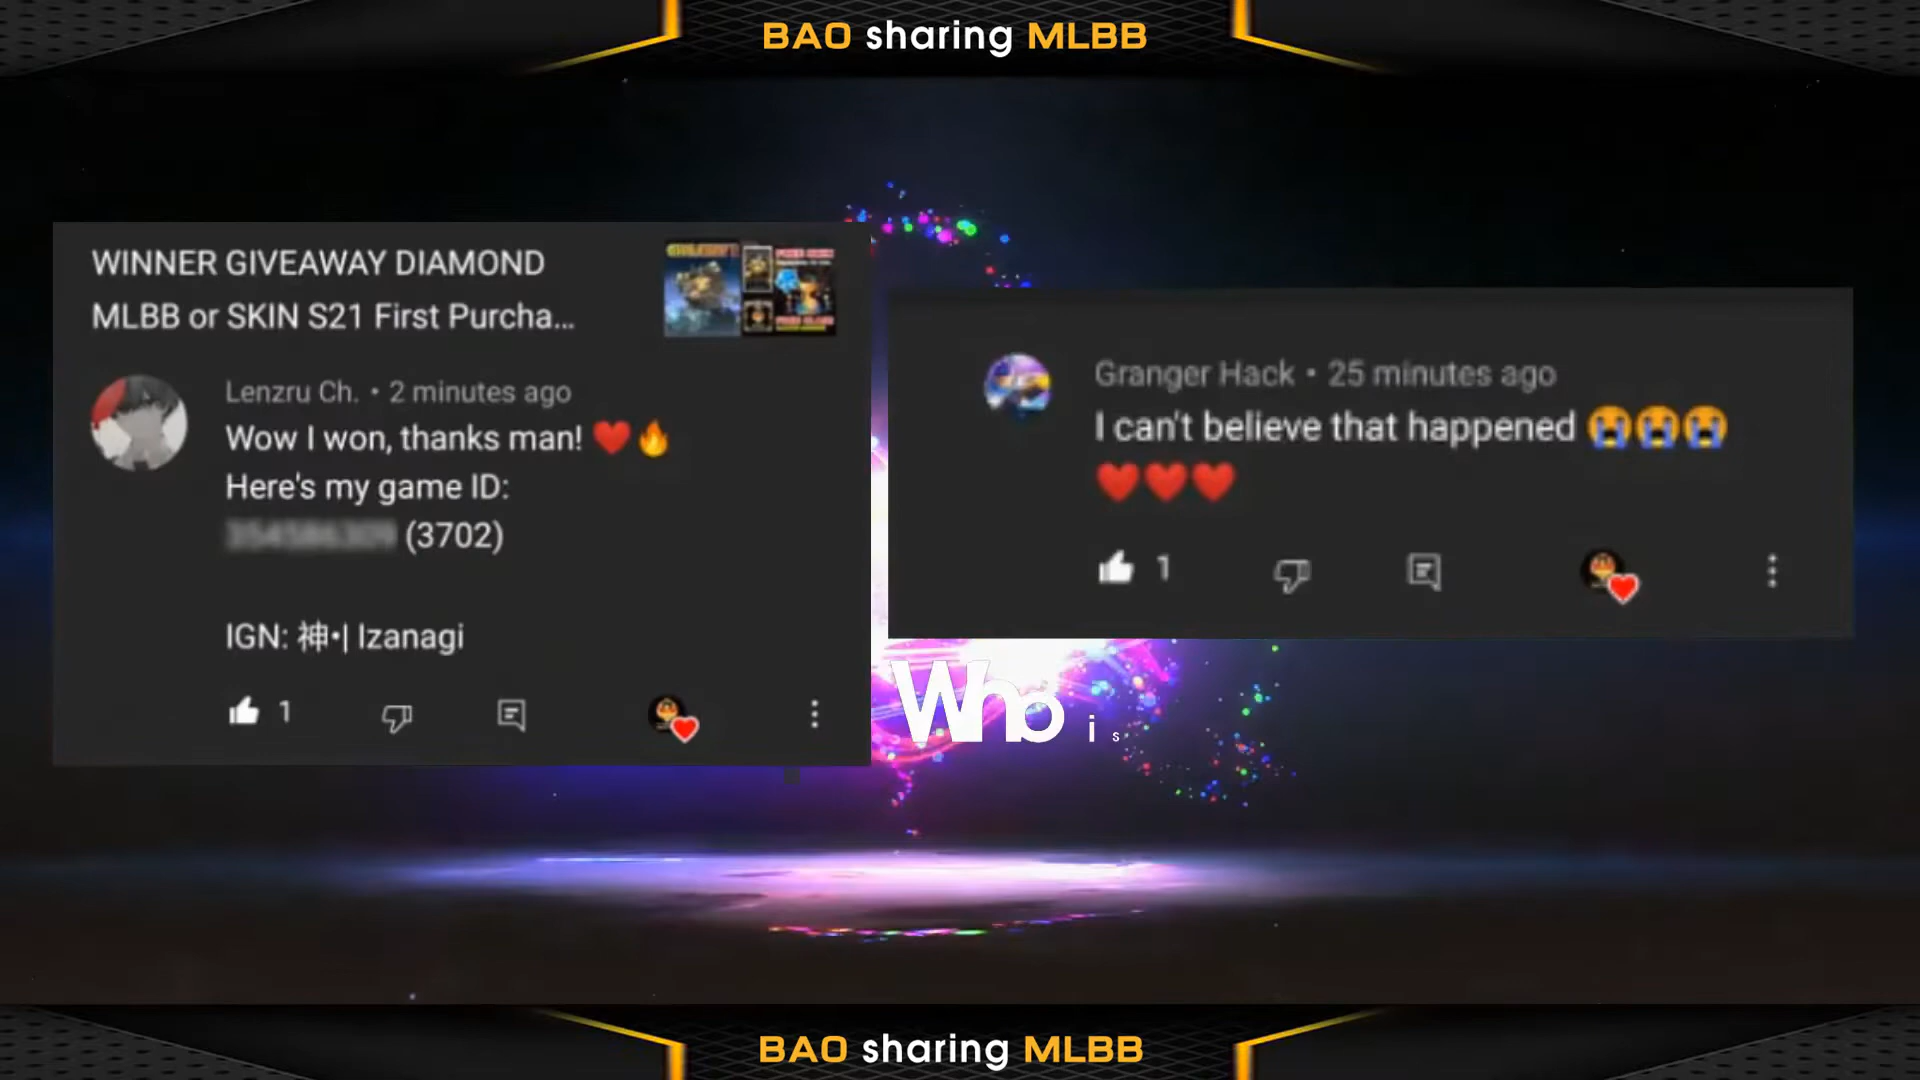 BAO sharing MLBB
WINNER GIVEAWAY DIAMOND
MLBB or SKIN S21 First Purcha...
Lenzru Ch. • 2 minutes ago
Wow I won, thanks man! ❤️🔥
Here's my game ID:
(3702)
IGN: 神•| Izanagi
1
Granger Hack • 25 minutes ago
I can't believe that happened 😭😭😭
❤️❤️❤️
1
Who is
BAO sharing MLBB